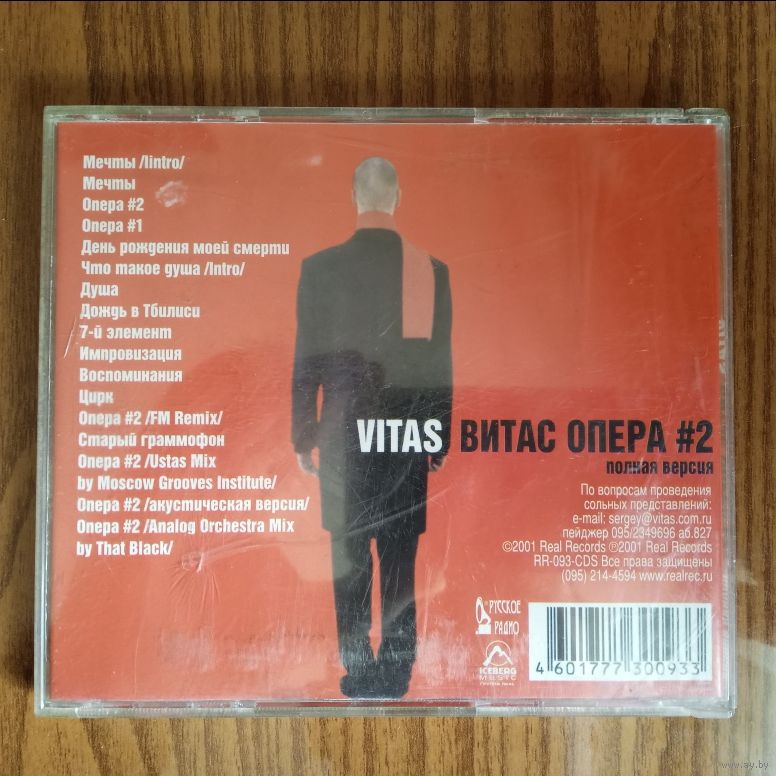 Мечты /Iintro/
Мечты
Опера #2
Опера #1
День рождения моей смерти
Что такое душа /Intro/
Душа
Дождь в Тбилиси
7-й элемент
Импровизация
Воспоминания
Цирк
Опера #2 /FM Remix/
Старый граммофон
Опера #2 /Ustas Mix
by Moscow Grooves Institute/
Опера #2 /акустическая версия/
Опера #2 /Analog Orchestra Mix
by That Black/
VITAS ВИТАС ОПЕРА #2
полная версия
По вопросам проведения
сольных представлений:
e-mail: sergey@vitas.com.ru
пейджер 095/2349696 аб.827
©2001 Real Records ℗2001 Real Records
RR-093-CDS Все права защищены
(095) 214-4594 www.realrec.ru
РУССКОЕ
РАДИО
ICEBERG
MUSIC
4 601777 300933
www.ay.by